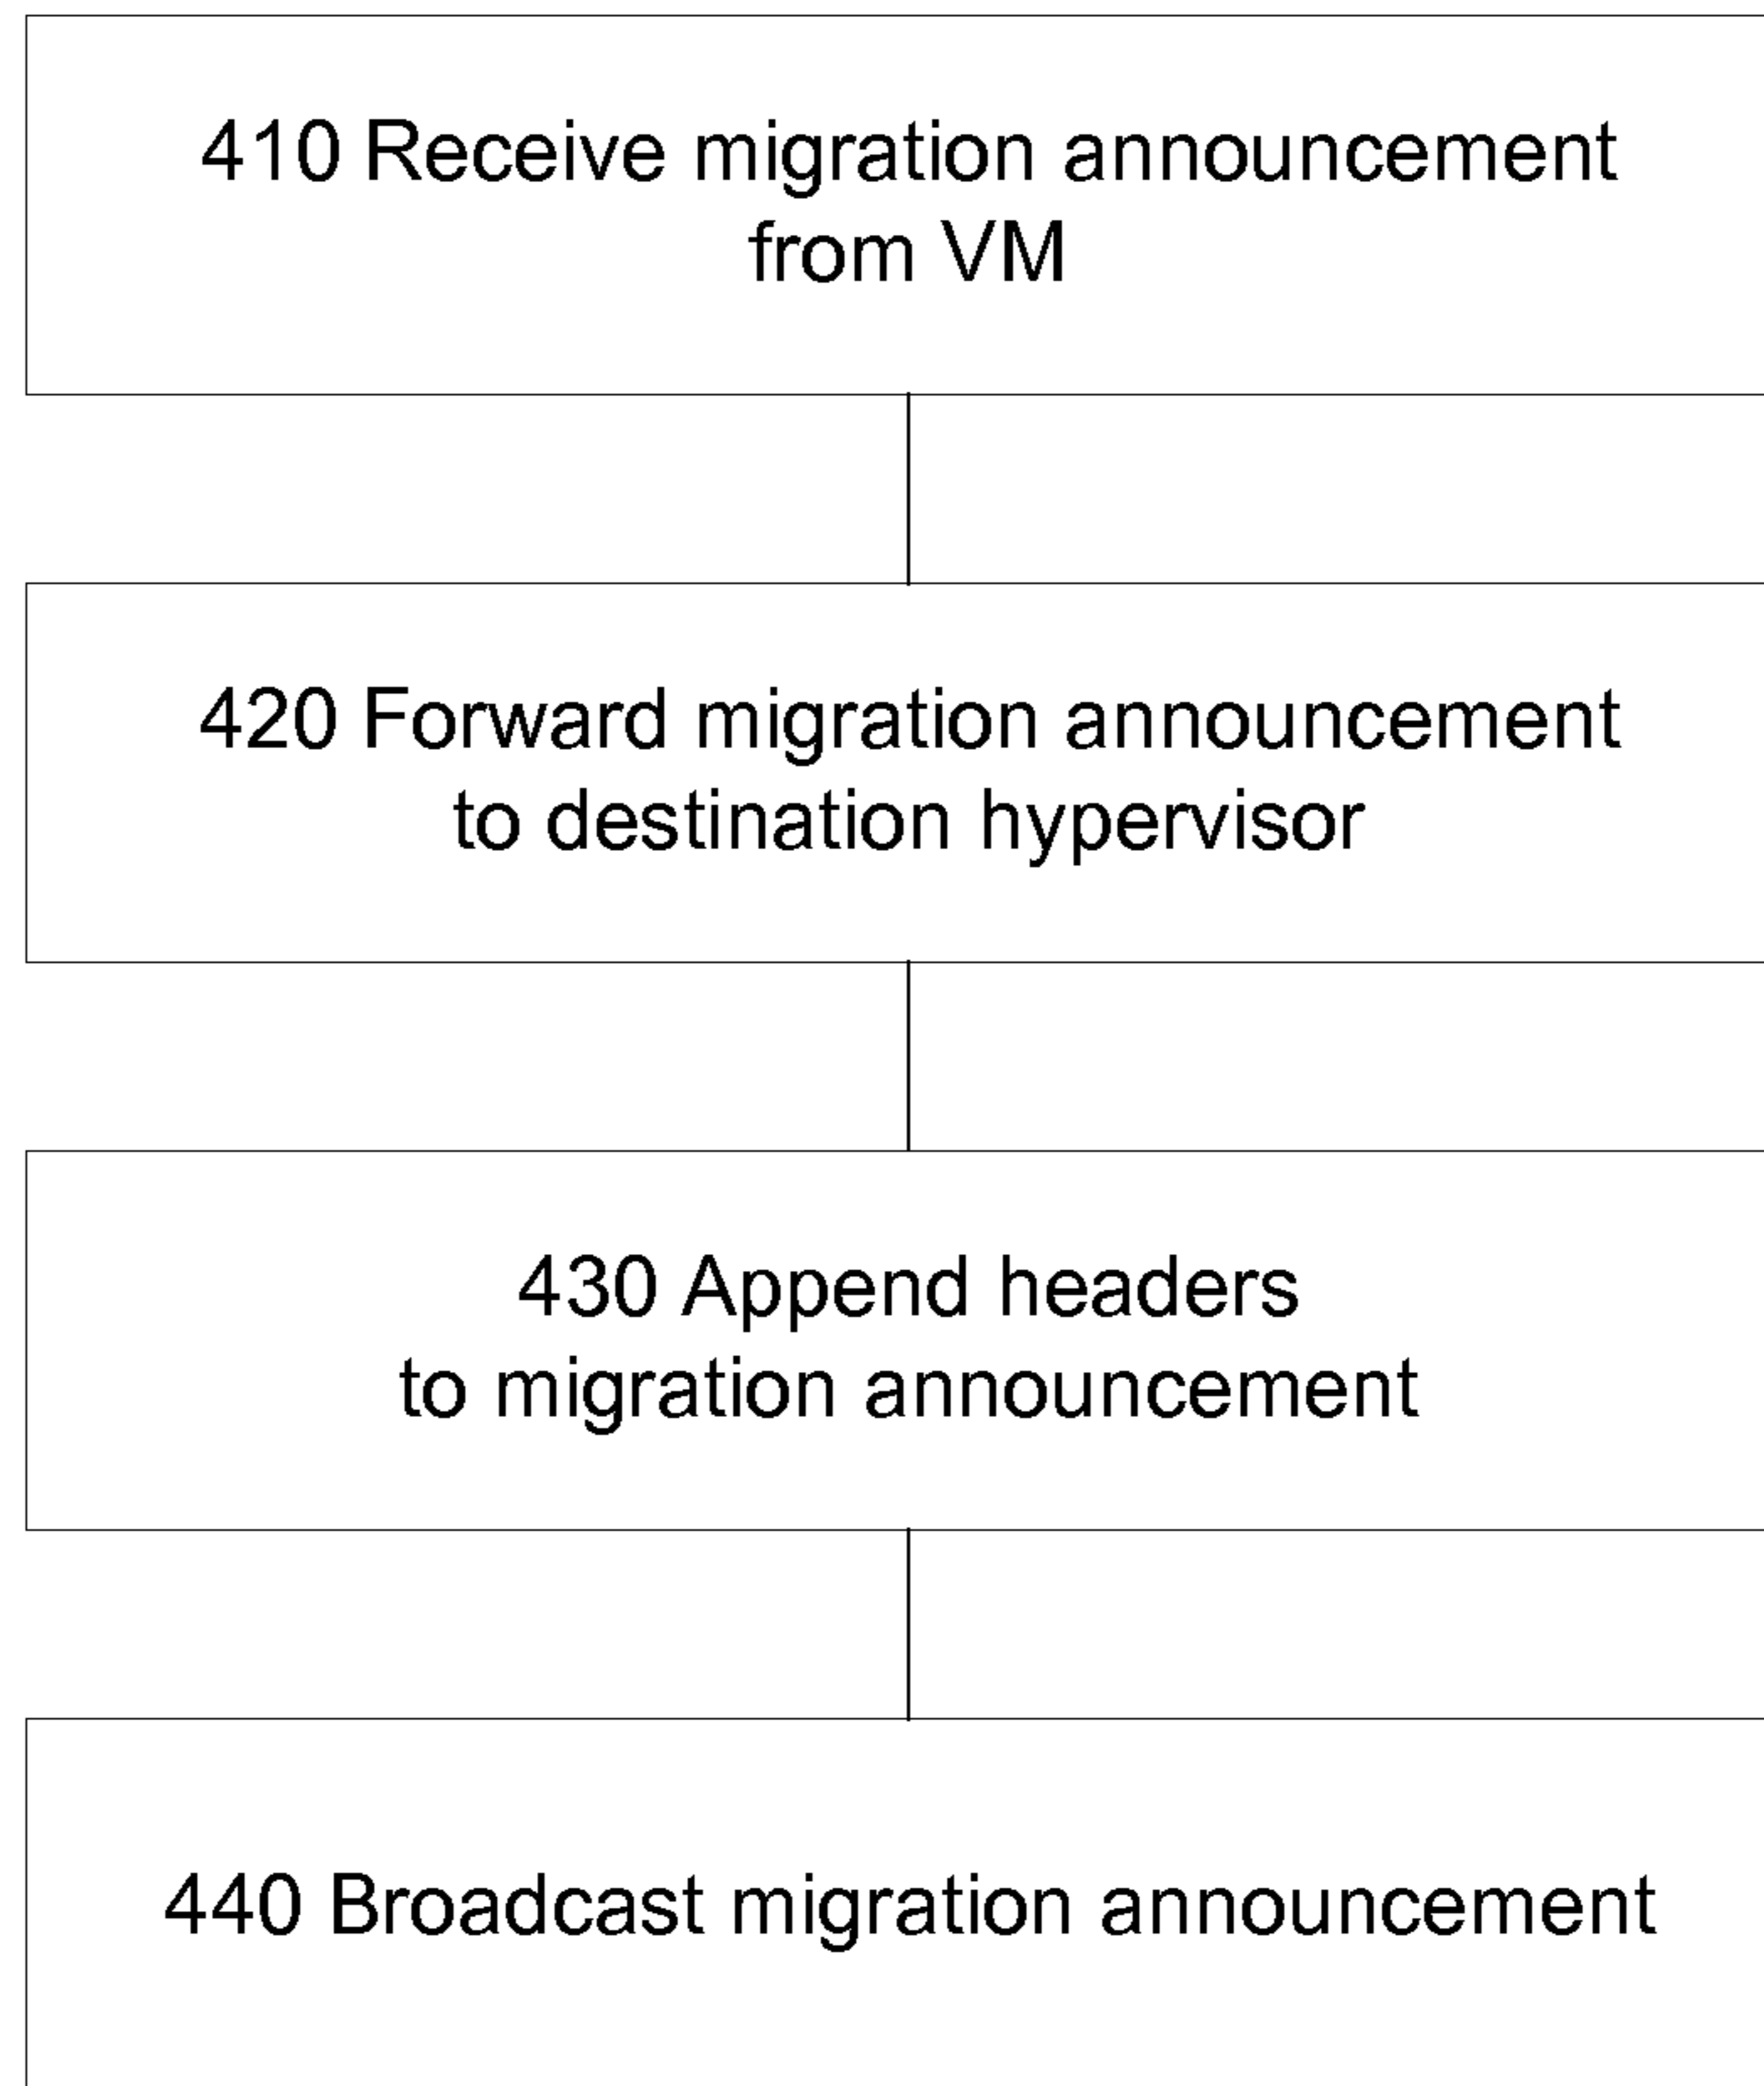 410 Receive migration announcement
from VM
420 Forward migration announcement
to destination hypervisor
430 Append headers
to migration announcement
440 Broadcast migration announcement